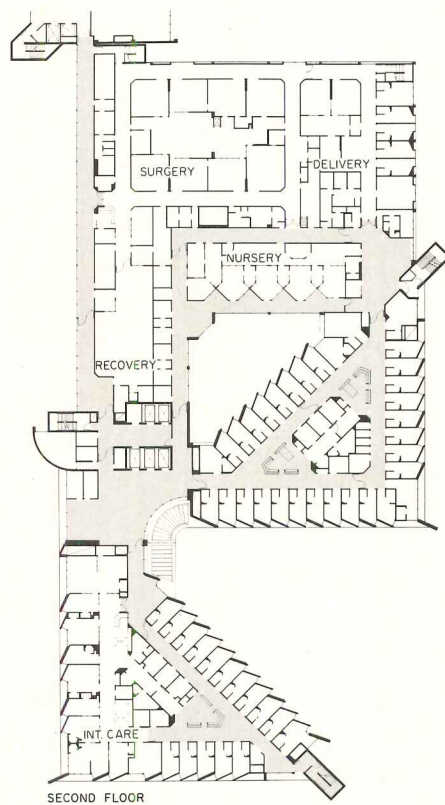 SURGERY
DELIVERY
NURSERY
RECOVERY
INT. CARE
SECOND FLOOR